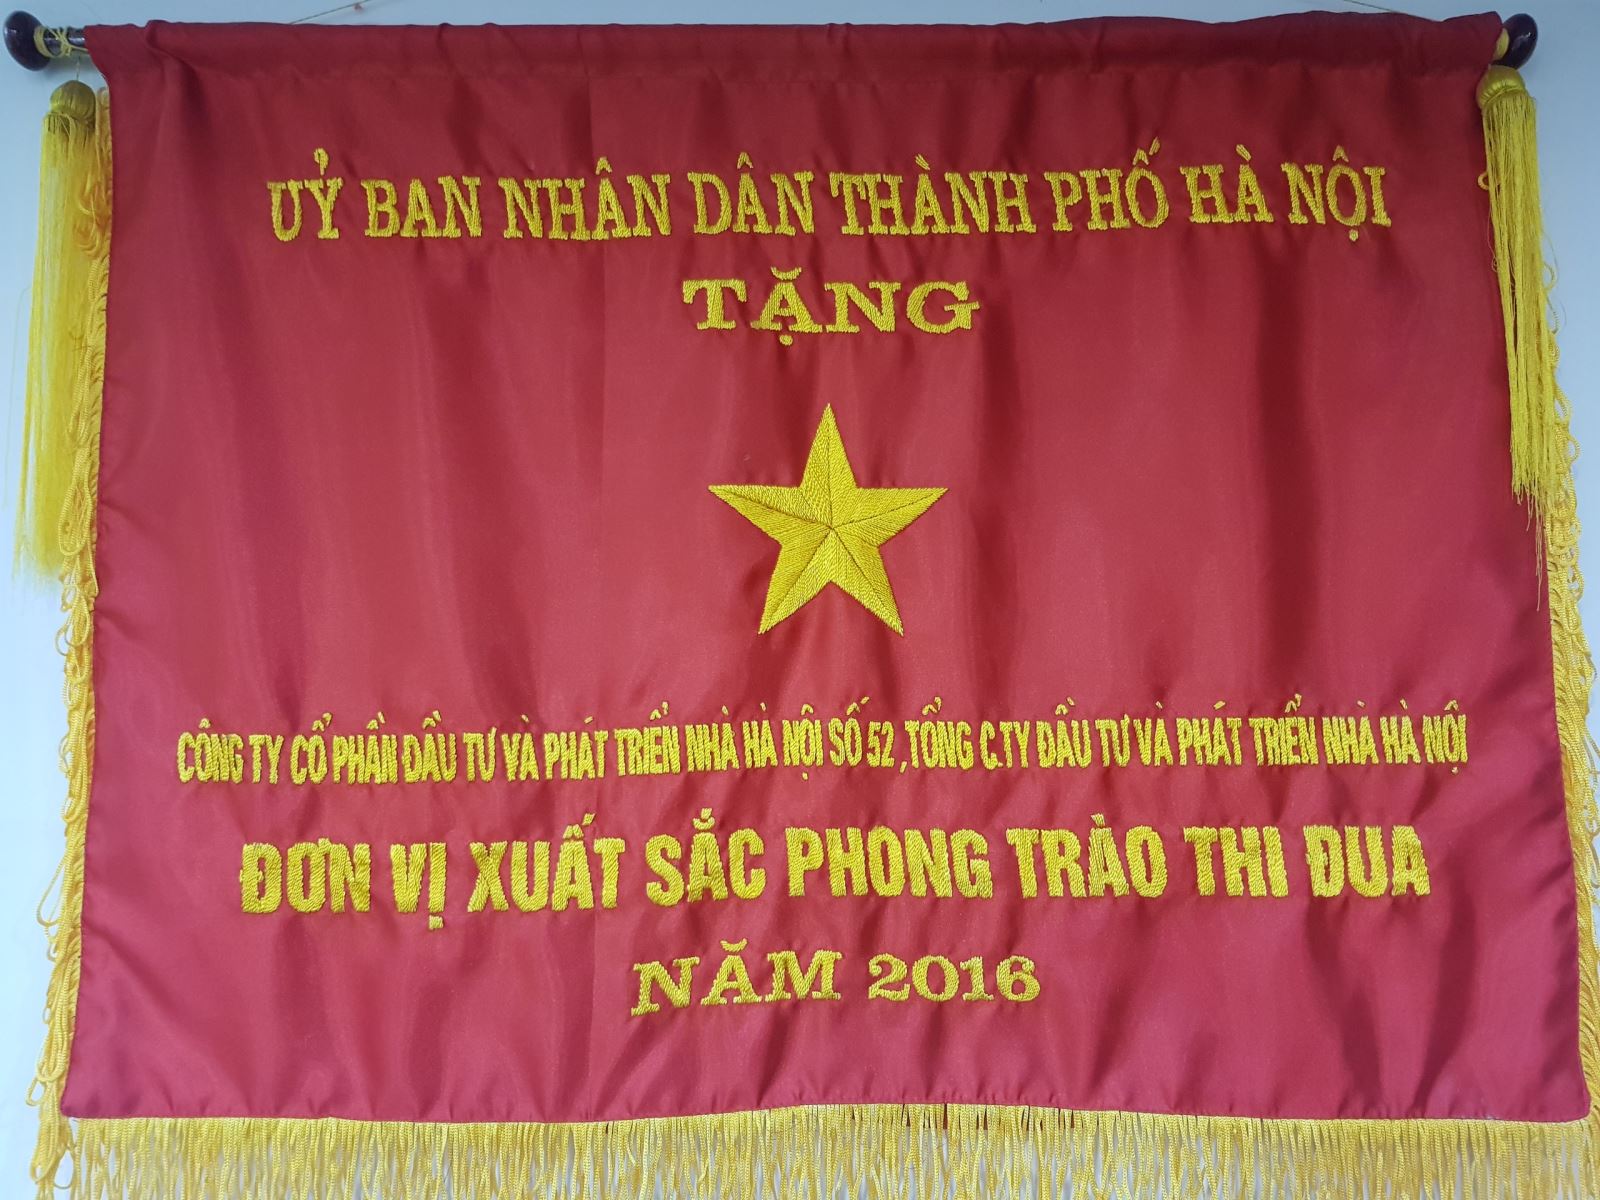 UỶ BAN NHÂN DÂN THÀNH PHỐ HÀ NỘI
TẶNG
CÔNG TY CỔ PHẦN ĐẦU TƯ VÀ PHÁT TRIỂN NHÀ HÀ NỘI SỐ 52, TỔNG C.TY ĐẦU TƯ VÀ PHÁT TRIỂN NHÀ HÀ NỘI
ĐƠN VỊ XUẤT SẮC PHONG TRÀO THI ĐUA
NĂM 2016